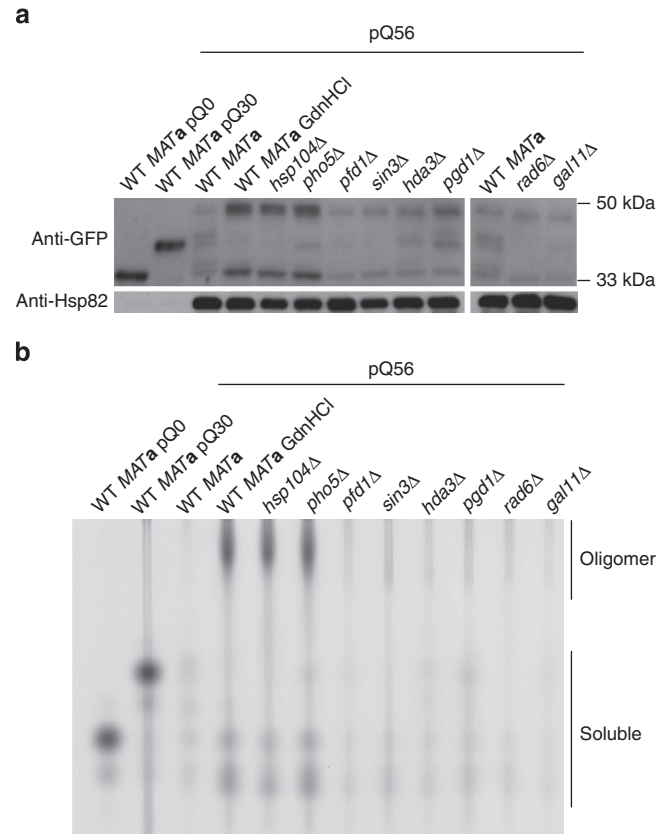 a
pQ56
WT MATa pQ0
WT MATa pQ30
WT MATa
WT MATa GdnHCl
hsp104Δ
pho5Δ
pfd1Δ
sin3Δ
hda3Δ
pgd1Δ
WT MATa
rad6Δ
gal11Δ
Anti-GFP
50 kDa
33 kDa
Anti-Hsp82
b
pQ56
WT MATa pQ0
WT MATa pQ30
WT MATa
WT MATa GdnHCl
hsp104Δ
pho5Δ
pfd1Δ
sin3Δ
hda3Δ
pgd1Δ
rad6Δ
gal11Δ
Oligomer
Soluble